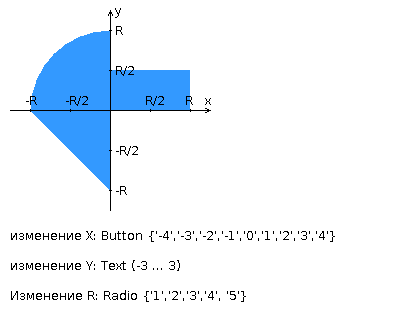 y
R
R/2
-R
-R/2
R/2
R
x
-R/2
-R
изменение X: Button {'-4','-3','-2','-1','0','1','2','3','4'}
изменение Y: Text (-3 ... 3)
Изменение R: Radio {'1','2','3','4', '5'}